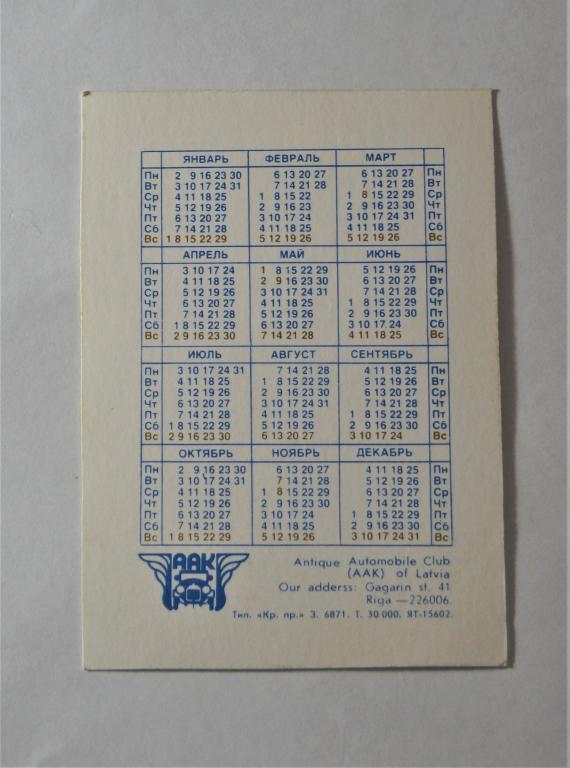 ЯНВАРЬ ФЕВРАЛЬ МАРТ
Пн 2 9 16 23 30 6 13 20 27 6 13 20 27 Пн
Вт 3 10 17 24 31 7 14 21 28 7 14 21 28 Вт
Ср 4 11 18 25 1 8 15 22 1 8 15 22 29 Ср
Чт 5 12 19 26 2 9 16 23 2 9 16 23 30 Чт
Пт 6 13 20 27 3 10 17 24 3 10 17 24 31 Пт
Сб 7 14 21 28 4 11 18 25 4 11 18 25 Сб
Вс 1 8 15 22 29 5 12 19 26 5 12 19 26 Вс
АПРЕЛЬ МАЙ ИЮНЬ
Пн 3 10 17 24 1 8 15 22 29 5 12 19 26 Пн
Вт 4 11 18 25 2 9 16 23 30 6 13 20 27 Вт
Ср 5 12 19 26 3 10 17 24 31 7 14 21 28 Ср
Чт 6 13 20 27 4 11 18 25 1 8 15 22 29 Чт
Пт 7 14 21 28 5 12 19 26 2 9 16 23 30 Пт
Сб 1 8 15 22 29 6 13 20 27 3 10 17 24 Сб
Вс 2 9 16 23 30 7 14 21 28 4 11 18 25 Вс
ИЮЛЬ АВГУСТ СЕНТЯБРЬ
Пн 3 10 17 24 31 7 14 21 28 4 11 18 25 Пн
Вт 4 11 18 25 1 8 15 22 29 5 12 19 26 Вт
Ср 5 12 19 26 2 9 16 23 30 6 13 20 27 Ср
Чт 6 13 20 27 3 10 17 24 31 7 14 21 28 Чт
Пт 7 14 21 28 4 11 18 25 1 8 15 22 29 Пт
Сб 1 8 15 22 29 5 12 19 26 2 9 16 23 30 Сб
Вс 2 9 16 23 30 6 13 20 27 3 10 17 24 Вс
ОКТЯБРЬ НОЯБРЬ ДЕКАБРЬ
Пн 2 9 16 23 30 6 13 20 27 4 11 18 25 Пн
Вт 3 10 17 24 31 7 14 21 28 5 12 19 26 Вт
Ср 4 11 18 25 1 8 15 22 29 6 13 20 27 Ср
Чт 5 12 19 26 2 9 16 23 30 7 14 21 28 Чт
Пт 6 13 20 27 3 10 17 24 1 8 15 22 29 Пт
Сб 7 14 21 28 4 11 18 25 2 9 16 23 30 Сб
Вс 1 8 15 22 29 5 12 19 26 3 10 17 24 31 Вс
AAK
Antique Automobile Club
(AAK) of Latvia
Our adderss: Gagarin st. 41
Riga —226006.
Тип. «Кр. пр.» З. 6871. Т. 30 000. ЯТ-15602.